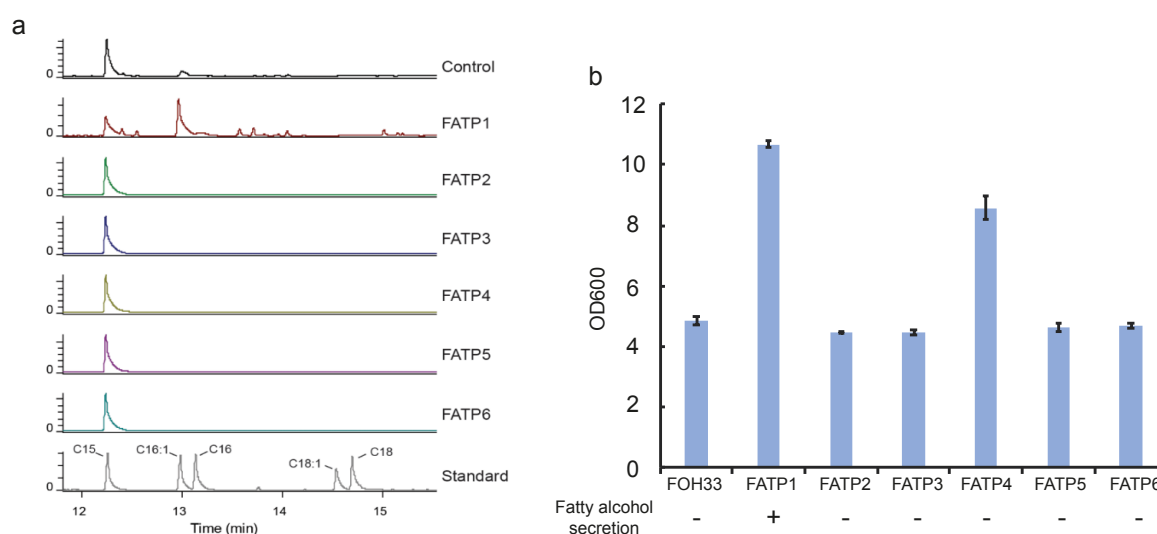 a
0
Control
0
FATP1
0
FATP2
0
FATP3
0
FATP4
0
FATP5
0
FATP6
C15 C16:1 C16 C18:1 C18
0
Standard
12 13 14 15
Time (min)
b
12
10
8
6
4
2
0
OD600
FOH33 FATP1 FATP2 FATP3 FATP4 FATP5 FATP6
Fatty alcohol
secretion
- + - - - - -